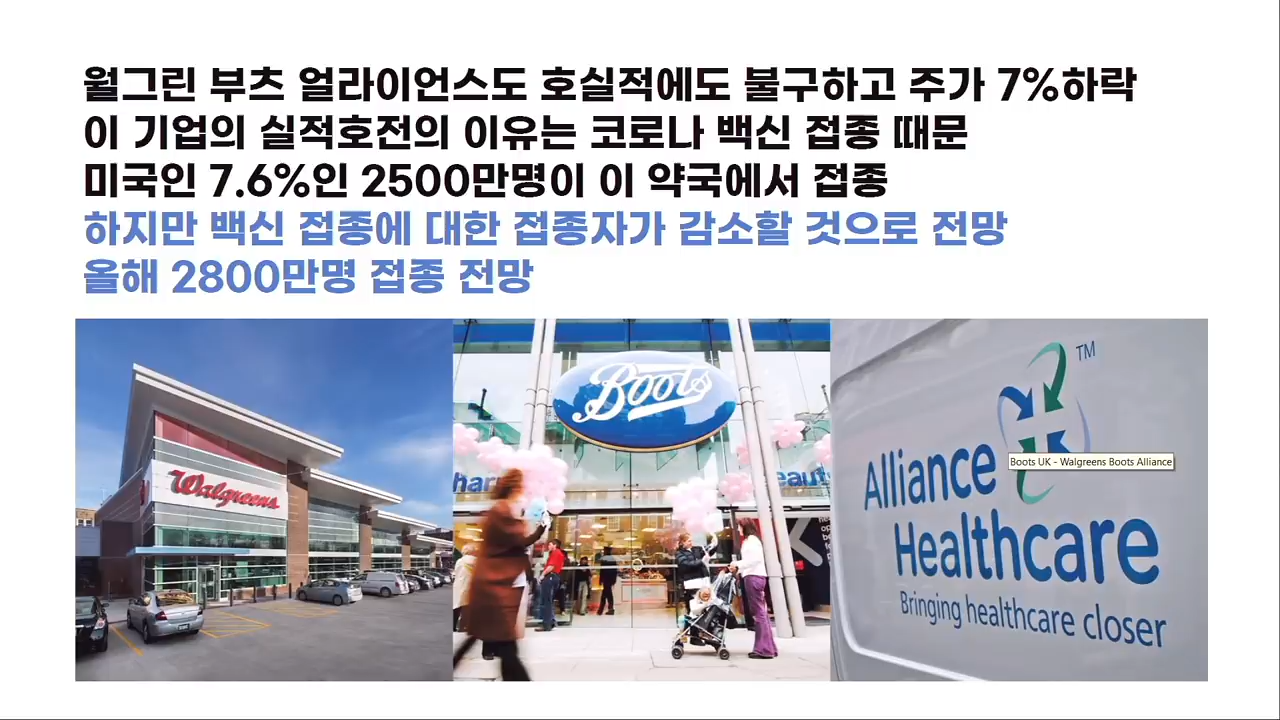 월그린 부츠 얼라이언스도 호실적에도 불구하고 주가 7%하락
이 기업의 실적호전의 이유는 코로나 백신 접종 때문
미국인 7.6%인 2500만명이 이 약국에서 접종
하지만 백신 접종에 대한 접종자가 감소할 것으로 전망
올해 2800만명 접종 전망
Walgreens
Boots
Alliance
Healthcare
Bringing healthcare closer
TM
Boots UK - Walgreens Boots Alliance